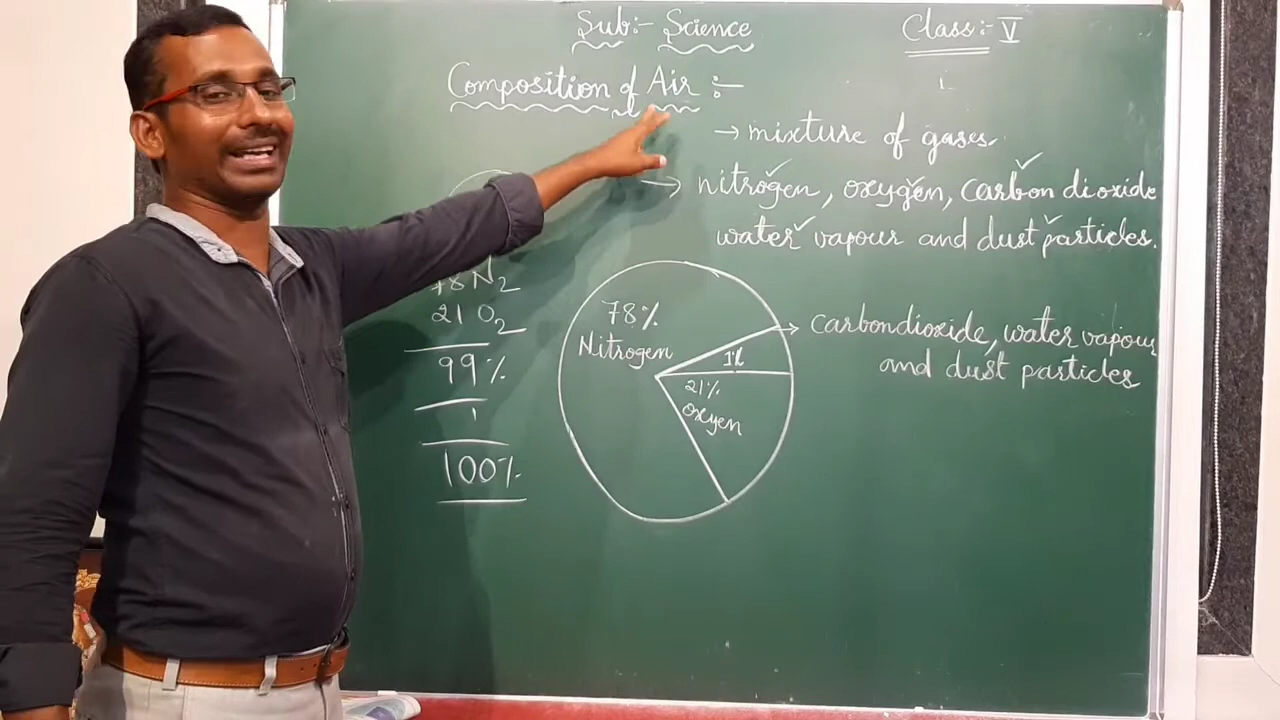 Sub:- Science
Class:- V
Composition of Air :-
→ mixture of gases.
→ nitrogen, oxygen, carbon dioxide
water vapour and dust particles.
78 N2
21 O2
99%
1
100%
78%
Nitrogen
1%
21%
oxyen
→ carbondioxide, water vapour
and dust particles